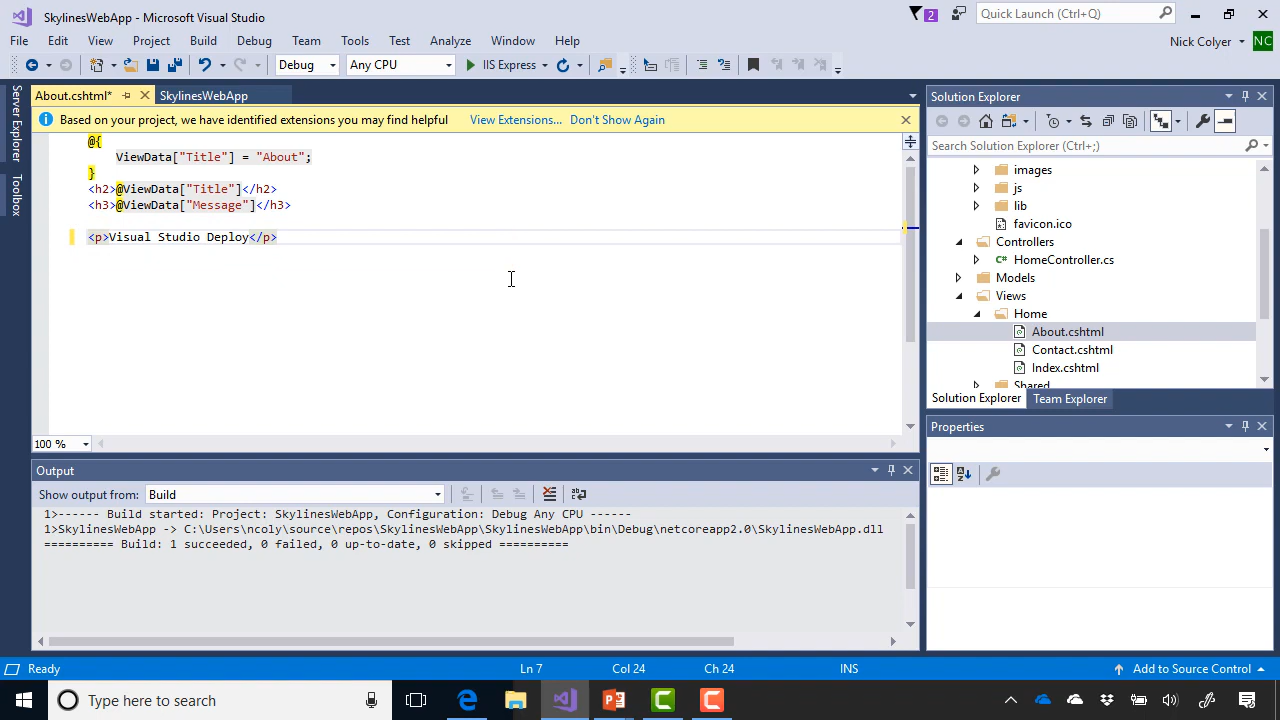 SkylinesWebApp - Microsoft Visual Studio
2
Quick Launch (Ctrl+Q)
File Edit View Project Build Debug Team Tools Test Analyze Window Help
Nick Colyer NC
Debug Any CPU IIS Express
Server Explorer
Toolbox
About.cshtml* SkylinesWebApp
Based on your project, we have identified extensions you may find helpful View Extensions... Don't Show Again
@{
ViewData["Title"] = "About";
}
<h2>@ViewData["Title"]</h2>
<h3>@ViewData["Message"]</h3>
<p>Visual Studio Deploy</p>
100 %
Output
Show output from: Build
1>------ Build started: Project: SkylinesWebApp, Configuration: Debug Any CPU ------
1>SkylinesWebApp -> C:\Users\ncoly\source\repos\SkylinesWebApp\SkylinesWebApp\bin\Debug\netcoreapp2.0\SkylinesWebApp.dll
========== Build: 1 succeeded, 0 failed, 0 up-to-date, 0 skipped ==========
Solution Explorer
Search Solution Explorer (Ctrl+;)
images
js
lib
favicon.ico
Controllers
C# HomeController.cs
Models
Views
Home
About.cshtml
Contact.cshtml
Index.cshtml
Shared
Solution Explorer Team Explorer
Properties
Ready Ln 7 Col 24 Ch 24 INS Add to Source Control
Type here to search